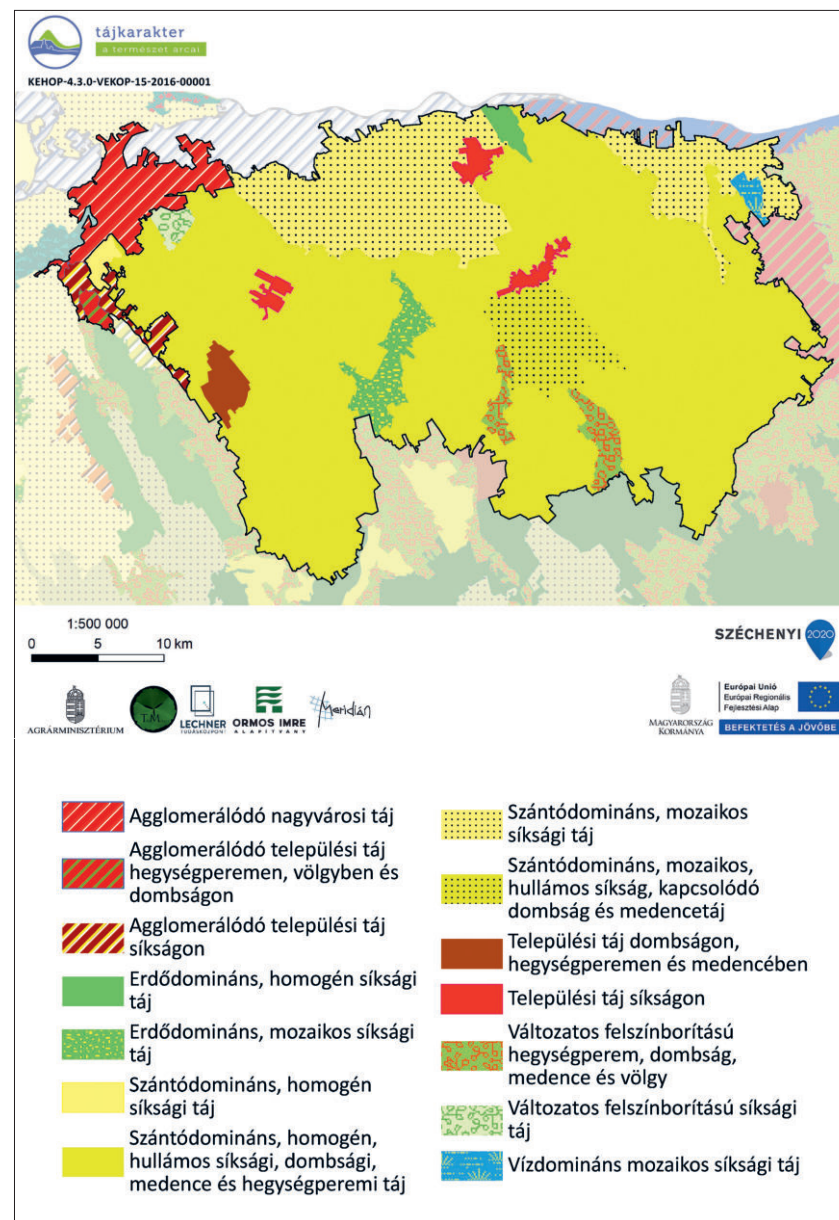 tájkarakter
a természet arcai
KEHOP-4.3.0-VEKOP-15-2016-00001
1:500 000
0 5 10 km
SZÉCHENYI 2020
AGRÁRMINISZTÉRIUM
T.M.
LECHNER
TUDÁSKÖZPONT
ORMOS IMRE
ALAPÍTVÁNY
Meridián
MAGYARORSZÁG
KORMÁNYA
Európai Unió
Európai Regionális
Fejlesztési Alap
BEFEKTETÉS A JÖVŐBE
Agglomerálódó nagyvárosi táj
Agglomerálódó települési táj
hegységperemen, völgyben és
dombságon
Agglomerálódó települési táj
síkságon
Erdődomináns, homogén síksági
táj
Erdődomináns, mozaikos síksági
táj
Szántódomináns, homogén
síksági táj
Szántódomináns, homogén,
hullámos síksági, dombsági,
medence és hegységperemi táj
Szántódomináns, mozaikos
síksági táj
Szántódomináns, mozaikos,
hullámos síkság, kapcsolódó
dombság és medencetáj
Települési táj dombságon,
hegységperemen és medencében
Települési táj síkságon
Változatos felszínborítású
hegységperem, dombság,
medence és völgy
Változatos felszínborítású síksági
táj
Vízdomináns mozaikos síksági táj